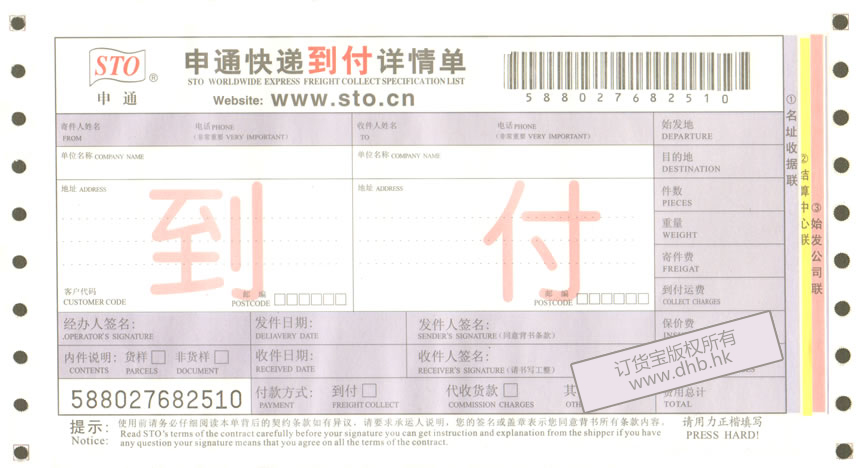 STO ®
申通
申通快递到付详情单
STO WORLDWIDE EXPRESS FREIGHT COLLECT SPECIFICATION LIST
Website: www.sto.cn
588027682510
寄件人姓名 FROM
电话 PHONE
(非常重要 VERY IMPORTANT)
收件人姓名 TO
电话 PHONE
(非常重要 VERY IMPORTANT)
始发地
DEPARTURE
单位名称 COMPANY NAME
单位名称 COMPANY NAME
目的地
DESTINATION
地址 ADDRESS
地址 ADDRESS
到付
件数
PIECES
重量
WEIGHT
寄件费
FREIGAT
客户代码
CUSTOMER CODE
邮编
POSTCODE
邮编
POSTCODE
到付运费
COLLECT CHARGES
经办人签名:
.OPERATOR'S SIGNATURE
发件日期:
DELIAVERY DATE
发件人签名:
SENDER'S SIGNATURE (同意背书条款)
保价费
内件说明: 货样 非货样
CONTENTS PARCELS DOCUMENT
收件日期:
RECEIVED DATE
收件人签名:
RECEIVER'S SIGNATURE (请书写工整)
588027682510
付款方式: 到付 代收货款 其
PAYMENT FREIGHT COLLECT COMMISSION CHARGES
费用总计
TOTAL
订货宝版权所有
www.dhb.hk
提示: 使用前请务必仔细阅读本单背后的契约条款如有异议,请要求承运人说明,您的签名或盖章表示您同意背书所有条款内容。
Notice: Read STO's terms of the contract carefully before your signature you can get instruction and explanation from the shipper if you have
any question your signature means that you agree on all the terms of the contract.
请用力正楷填写
PRESS HARD!
①名址收据联
②结算中心联
③始发公司联